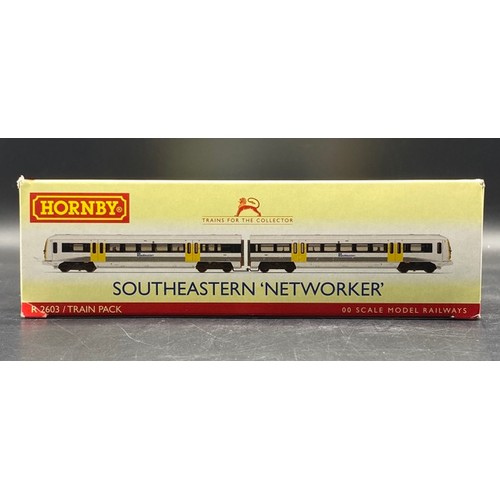 HORNBY®
TRAINS FOR THE COLLECTOR
SOUTHEASTERN 'NETWORKER'
R 2603 / TRAIN PACK
00 SCALE MODEL RAILWAYS